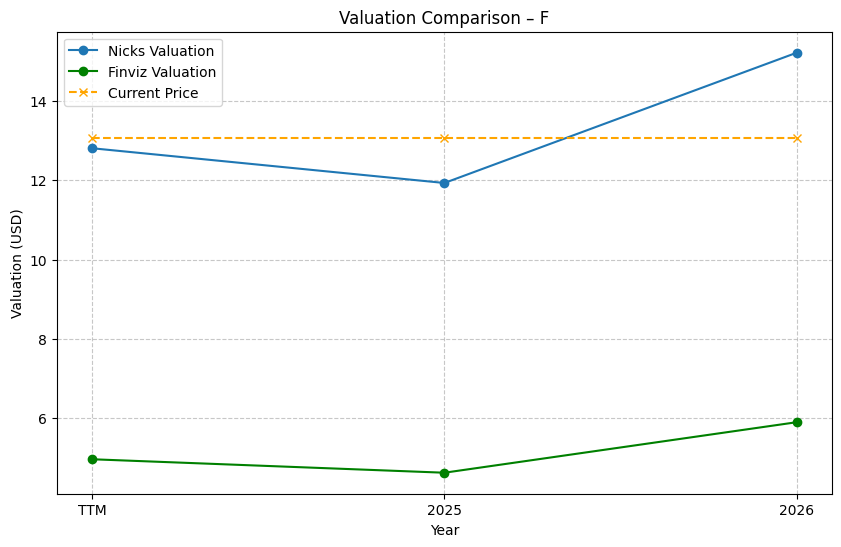 Valuation Comparison – F
Nicks Valuation
Finviz Valuation
Current Price
Valuation (USD)
14
12
10
8
6
TTM
2025
2026
Year